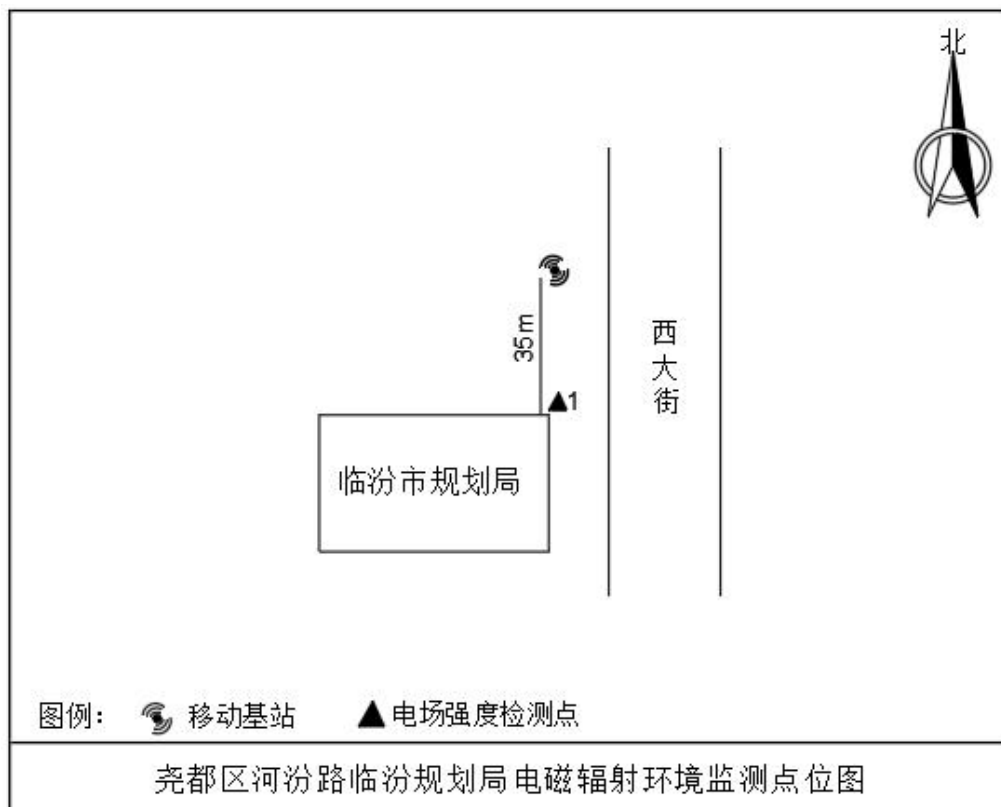 北
35m
西大街
1
临汾市规划局
图例： 移动基站 电场强度检测点
尧都区河汾路临汾规划局电磁辐射环境监测点位图